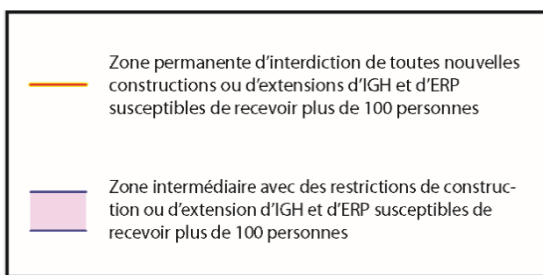 Zone permanente d’interdiction de toutes nouvelles
constructions ou d’extensions d’IGH et d’ERP
susceptibles de recevoir plus de 100 personnes
Zone intermédiaire avec des restrictions de construc-
tion ou d’extension d’IGH et d’ERP susceptibles de
recevoir plus de 100 personnes